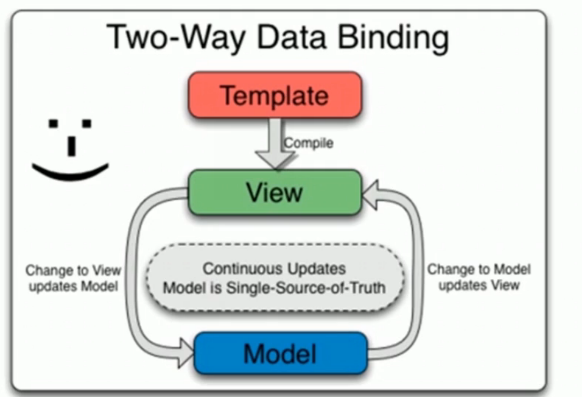 Two-Way Data Binding
Template
Compile
View
Change to View
updates Model
Continuous Updates
Model is Single-Source-of-Truth
Change to Model
updates View
Model